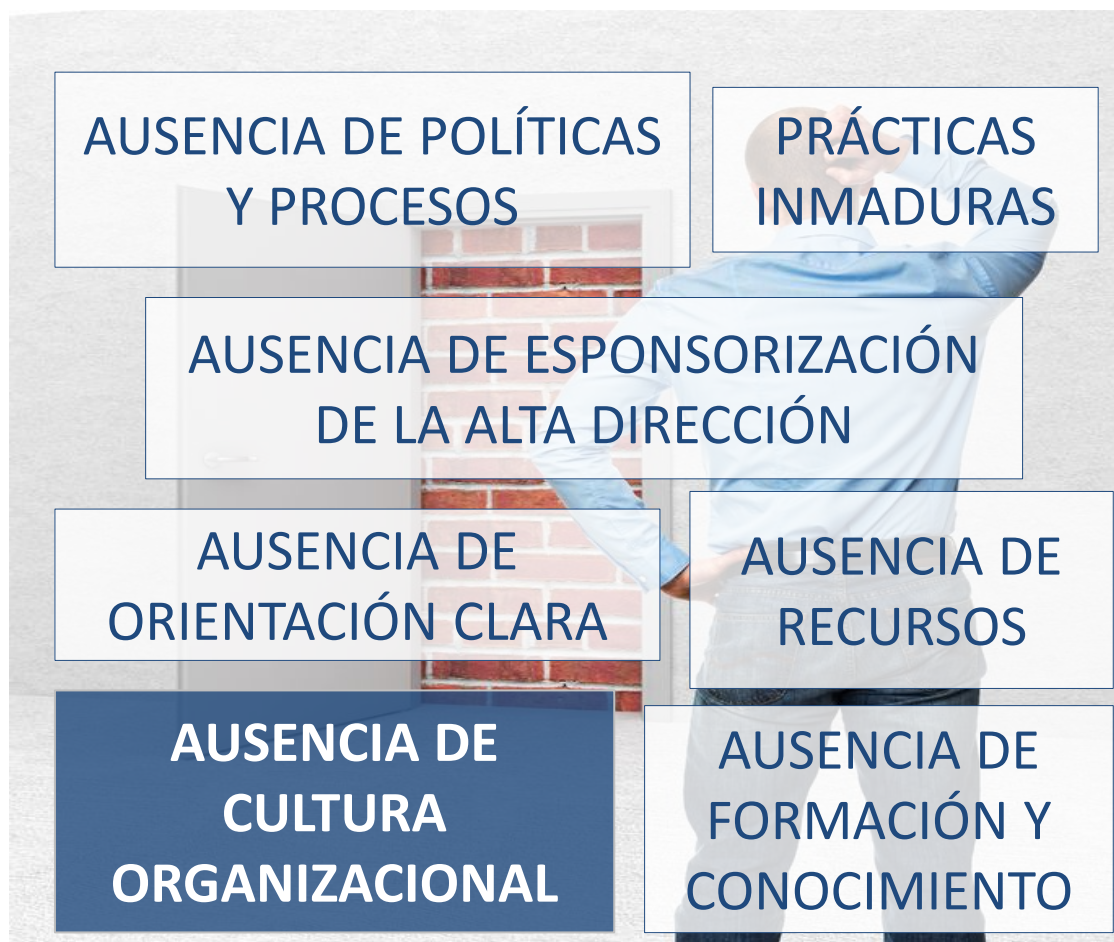 AUSENCIA DE POLÍTICAS
Y PROCESOS
PRÁCTICAS
INMADURAS
AUSENCIA DE ESPONSORIZACIÓN
DE LA ALTA DIRECCIÓN
AUSENCIA DE
ORIENTACIÓN CLARA
AUSENCIA DE
RECURSOS
AUSENCIA DE
CULTURA
ORGANIZACIONAL
AUSENCIA DE
FORMACIÓN Y
CONOCIMIENTO